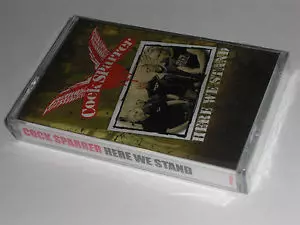 Cock Sparrer
HERE WE STAND
COCK SPARRER HERE WE STAND